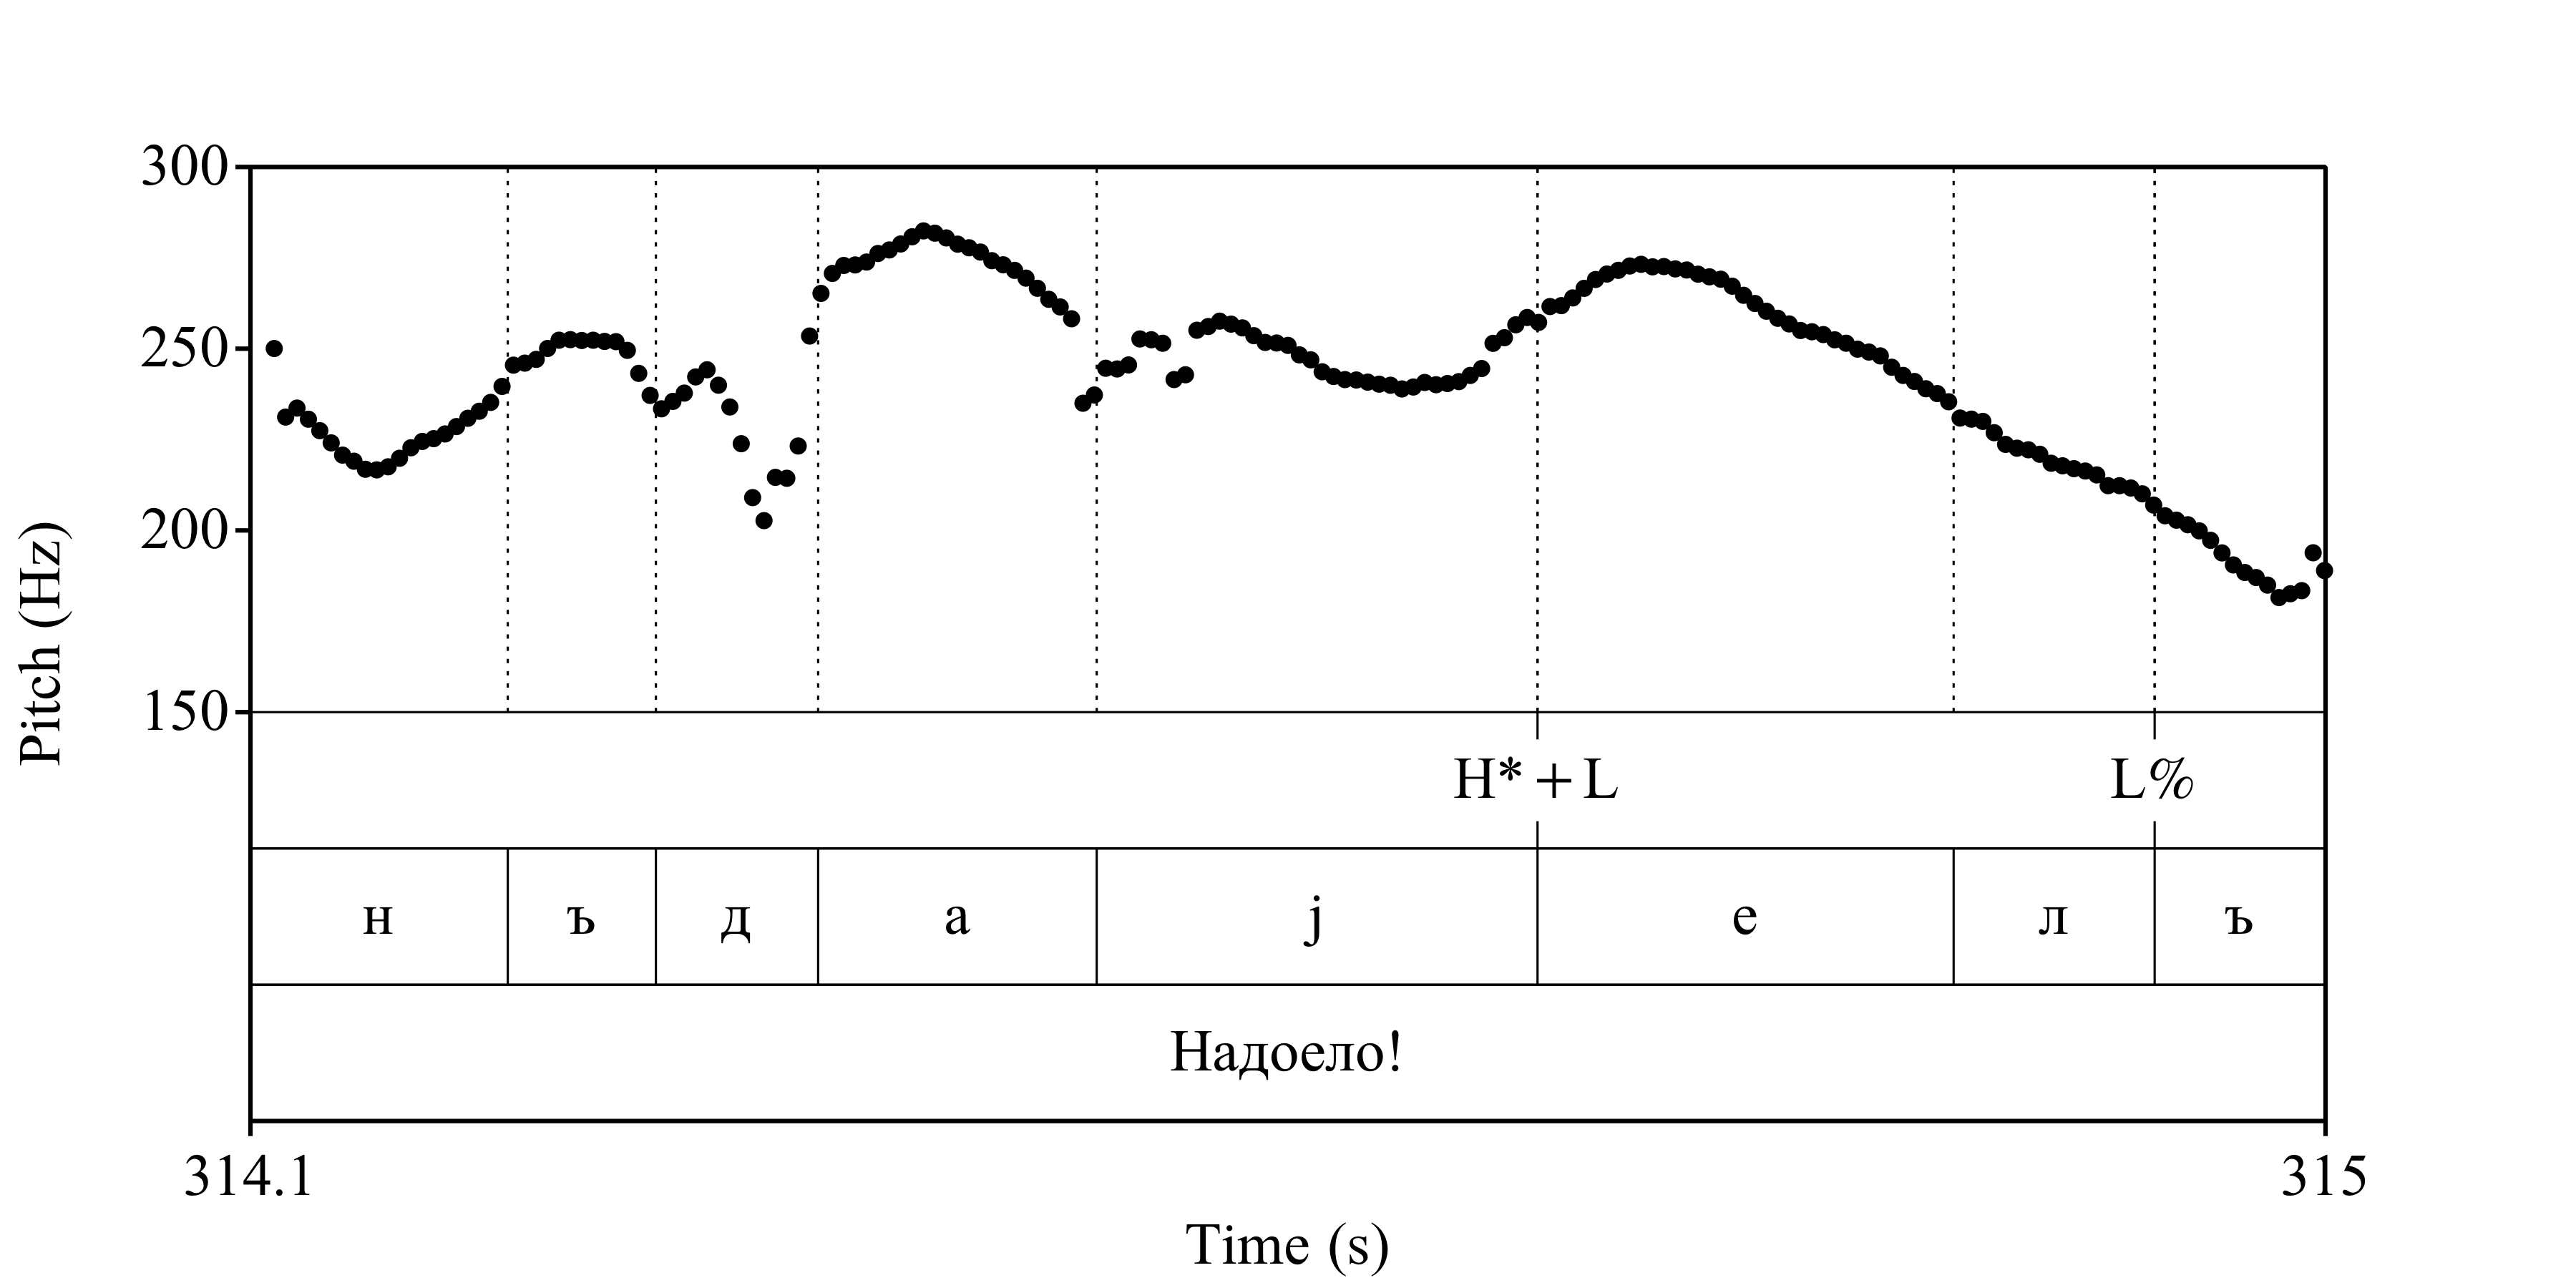 300
250
200
150
Pitch (Hz)
H* + L L%
н ъ д а j е л ъ
Надоело!
314.1 315
Time (s)